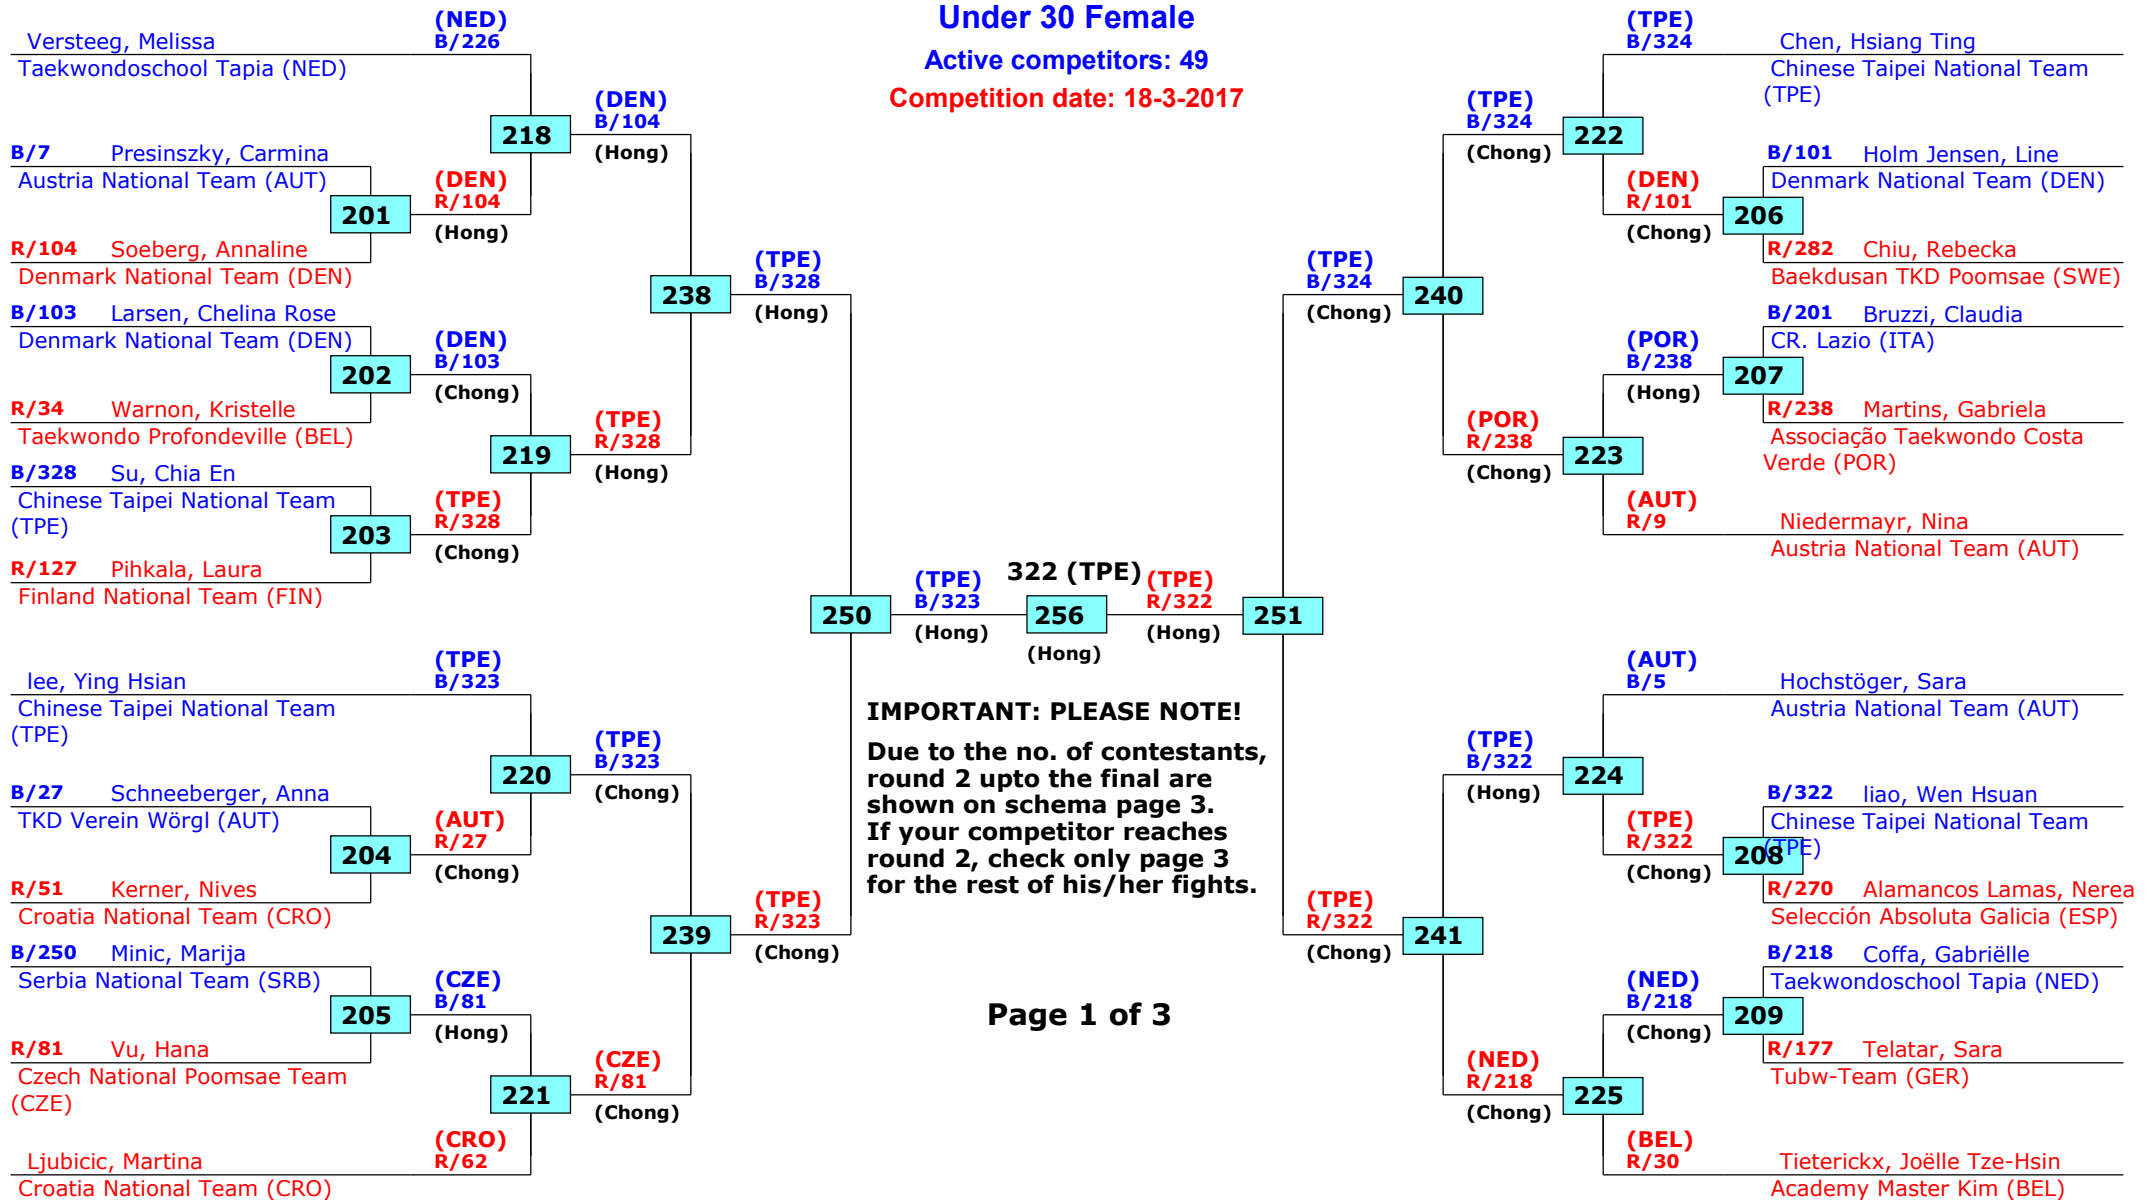 Under 30 Female
Active competitors: 49
Competition date: 18-3-2017
Versteeg, Melissa
Taekwondoschool Tapia (NED)
(NED)
B/226
B/7 Presinszky, Carmina
Austria National Team (AUT)
201
R/104 Soeberg, Annaline
Denmark National Team (DEN)
(DEN)
R/104
(Hong)
218
(DEN)
B/104
(Hong)
B/103 Larsen, Chelina Rose
Denmark National Team (DEN)
202
R/34 Warnon, Kristelle
Taekwondo Profondeville (BEL)
(DEN)
B/103
(Chong)
B/328 Su, Chia En
Chinese Taipei National Team
(TPE)
203
R/127 Pihkala, Laura
Finland National Team (FIN)
(TPE)
R/328
(Chong)
219
(TPE)
R/328
(Hong)
238
(TPE)
B/328
(Hong)
lee, Ying Hsian
Chinese Taipei National Team
(TPE)
(TPE)
B/323
B/27 Schneeberger, Anna
TKD Verein Wörgl (AUT)
204
R/51 Kerner, Nives
Croatia National Team (CRO)
(AUT)
R/27
(Chong)
220
(TPE)
B/323
(Chong)
B/250 Minic, Marija
Serbia National Team (SRB)
205
R/81 Vu, Hana
Czech National Poomsae Team
(CZE)
(CZE)
B/81
(Hong)
221
Ljubicic, Martina
Croatia National Team (CRO)
(CRO)
R/62
(CZE)
R/81
(Chong)
239
(TPE)
R/323
(Chong)
250
(TPE)
B/323
(Hong)
322 (TPE)
256
(Hong)
(TPE)
R/322
(Hong)
251
IMPORTANT: PLEASE NOTE!
Due to the no. of contestants,
round 2 upto the final are
shown on schema page 3.
If your competitor reaches
round 2, check only page 3
for the rest of his/her fights.
Page 1 of 3
(TPE)
B/324
Chen, Hsiang Ting
Chinese Taipei National Team
(TPE)
(TPE)
B/324
(Chong)
222
B/101 Holm Jensen, Line
Denmark National Team (DEN)
(DEN)
R/101
(Chong)
206
R/282 Chiu, Rebecka
Baekdusan TKD Poomsae (SWE)
(TPE)
B/324
(Chong)
240
B/201 Bruzzi, Claudia
CR. Lazio (ITA)
(POR)
B/238
(Hong)
207
R/238 Martins, Gabriela
Associação Taekwondo Costa
Verde (POR)
(POR)
R/238
(Chong)
223
(AUT)
R/9
Niedermayr, Nina
Austria National Team (AUT)
(AUT)
B/5
Hochstöger, Sara
Austria National Team (AUT)
(TPE)
B/322
(Hong)
224
B/322 liao, Wen Hsuan
Chinese Taipei National Team
(TPE)
(TPE)
R/322
(Chong)
208
R/270 Alamancos Lamas, Nerea
Selección Absoluta Galicia (ESP)
(TPE)
R/322
(Chong)
241
B/218 Coffa, Gabriëlle
Taekwondoschool Tapia (NED)
(NED)
B/218
(Chong)
209
R/177 Telatar, Sara
Tubw-Team (GER)
(NED)
R/218
(Chong)
225
(BEL)
R/30
Tieterickx, Joëlle Tze-Hsin
Academy Master Kim (BEL)